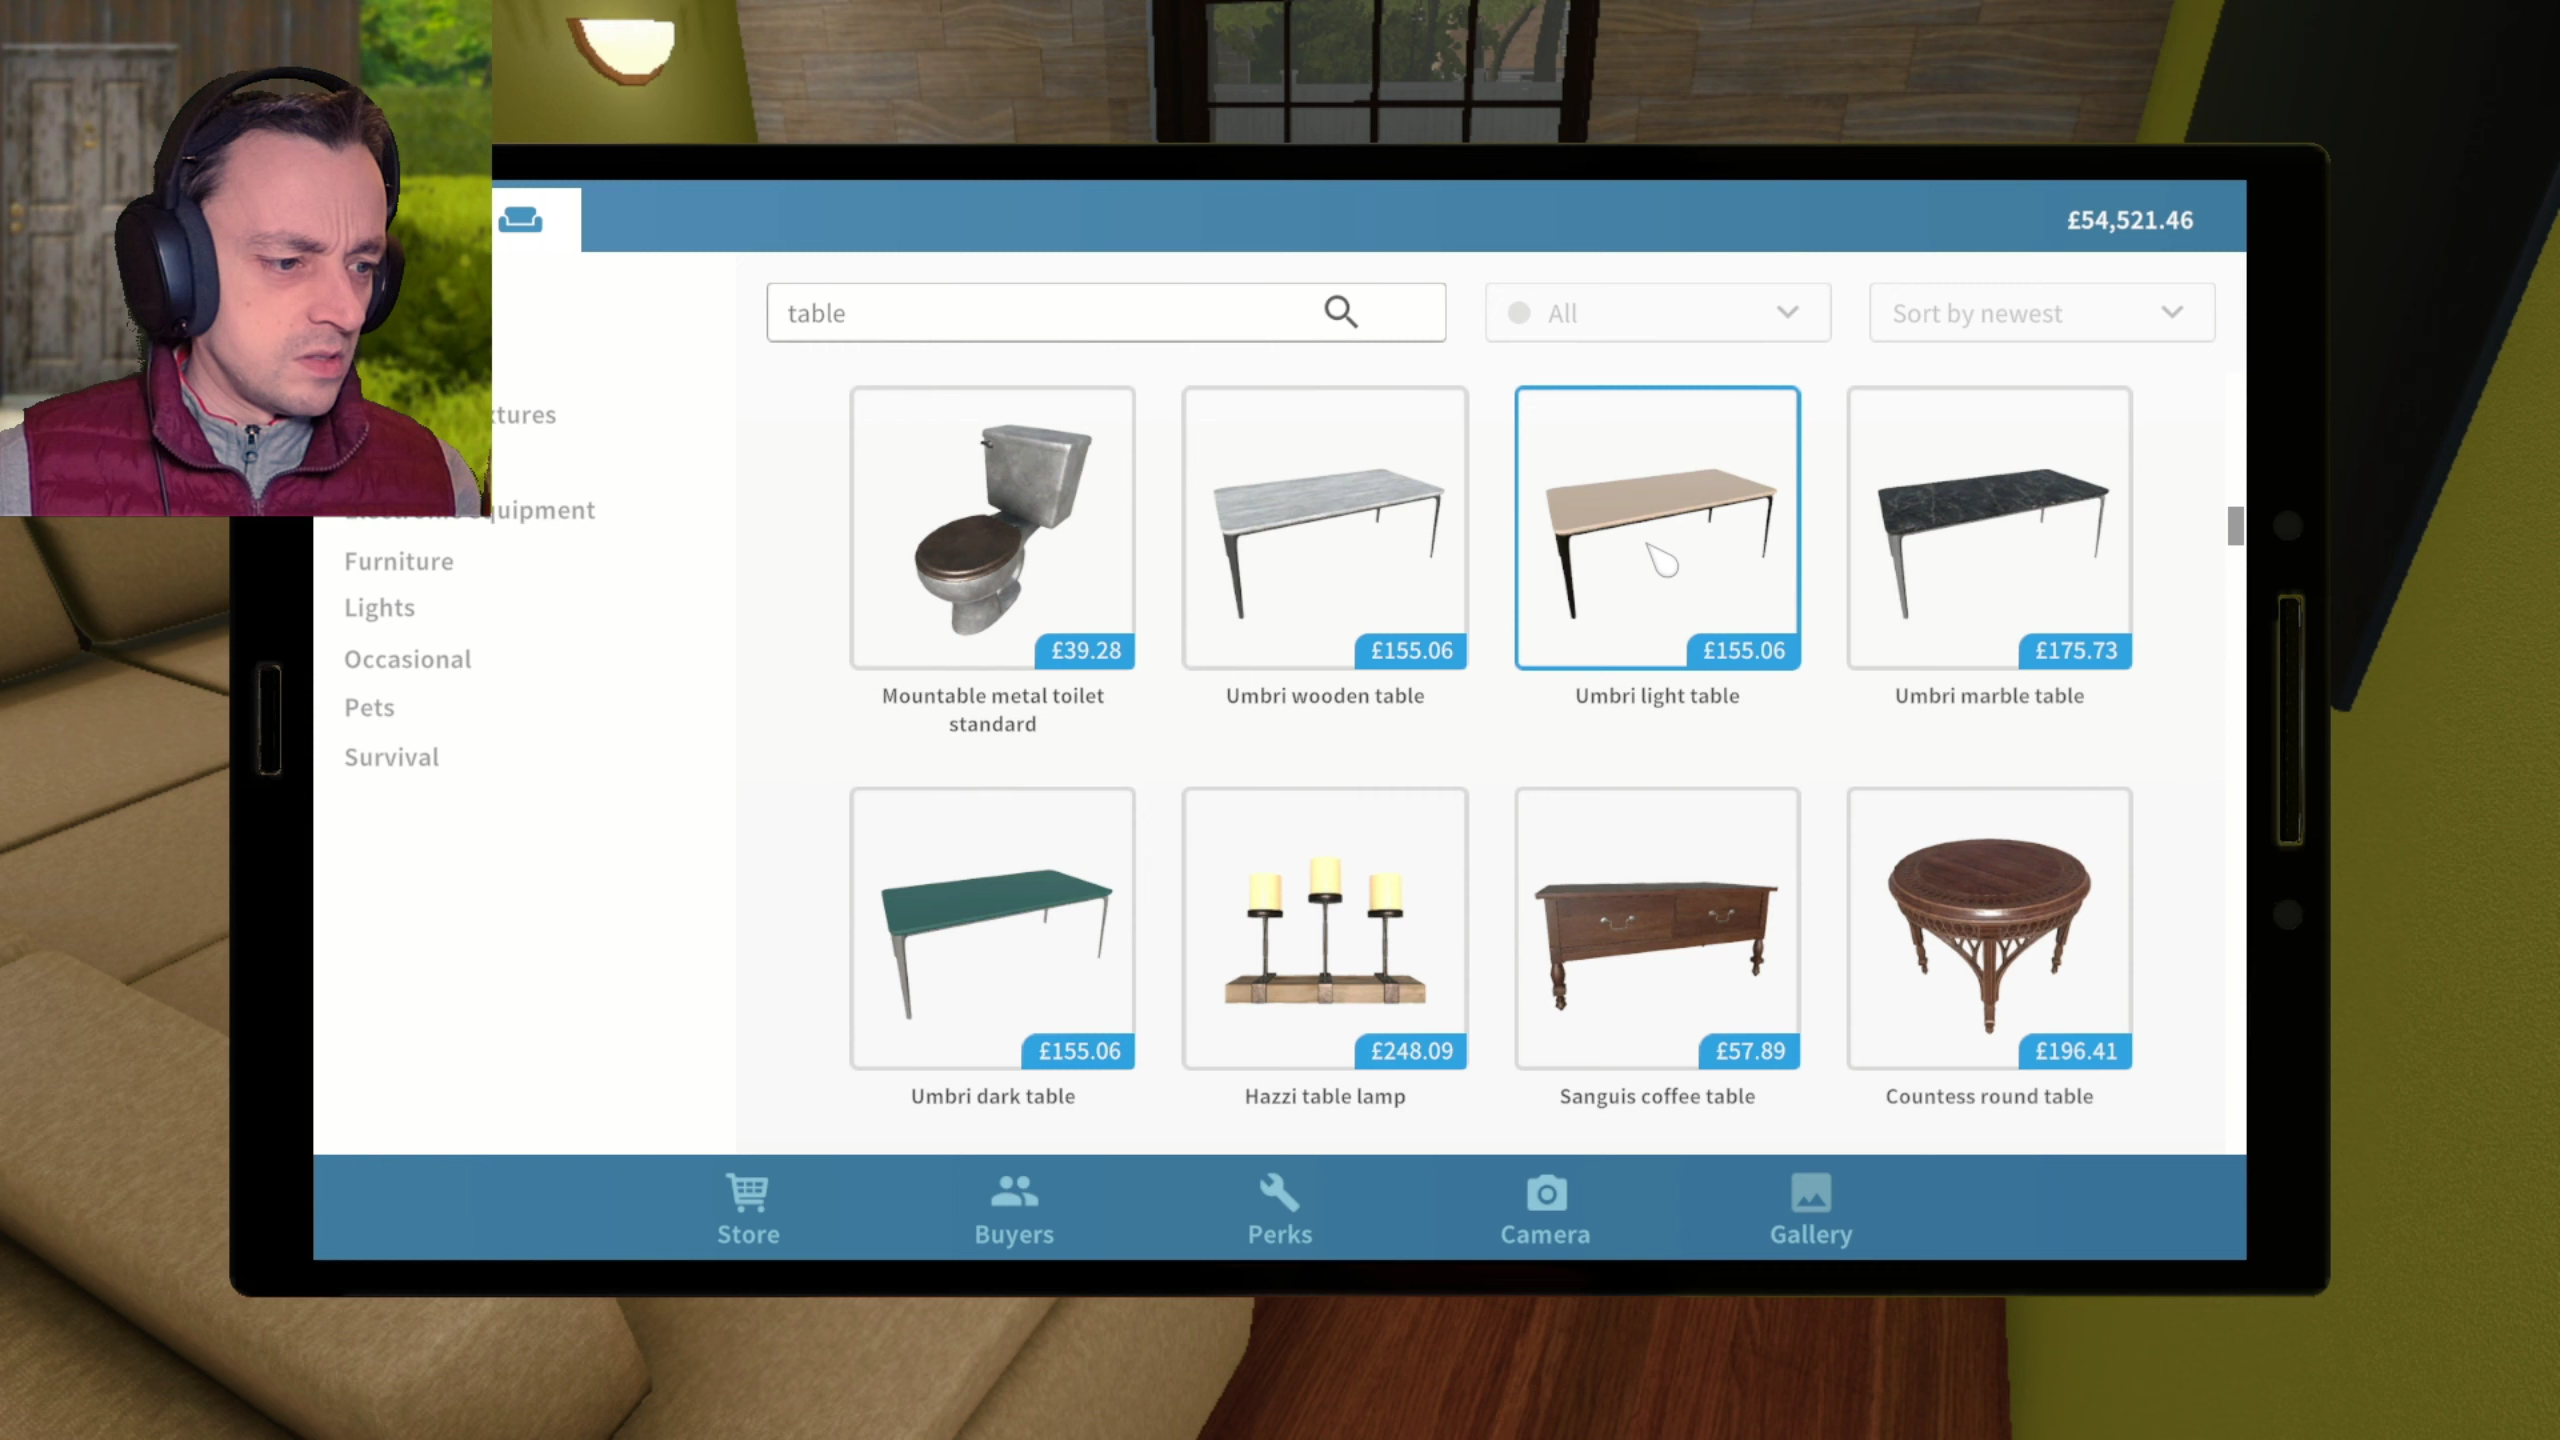 £54,521.46
table
All
Sort by newest
xtures
equipment
Furniture
Lights
Occasional
Pets
Survival
£39.28
£155.06
£155.06
£175.73
Mountable metal toilet
standard
Umbri wooden table
Umbri light table
Umbri marble table
£155.06
£248.09
£57.89
£196.41
Umbri dark table
Hazzi table lamp
Sanguis coffee table
Countess round table
Store
Buyers
Perks
Camera
Gallery